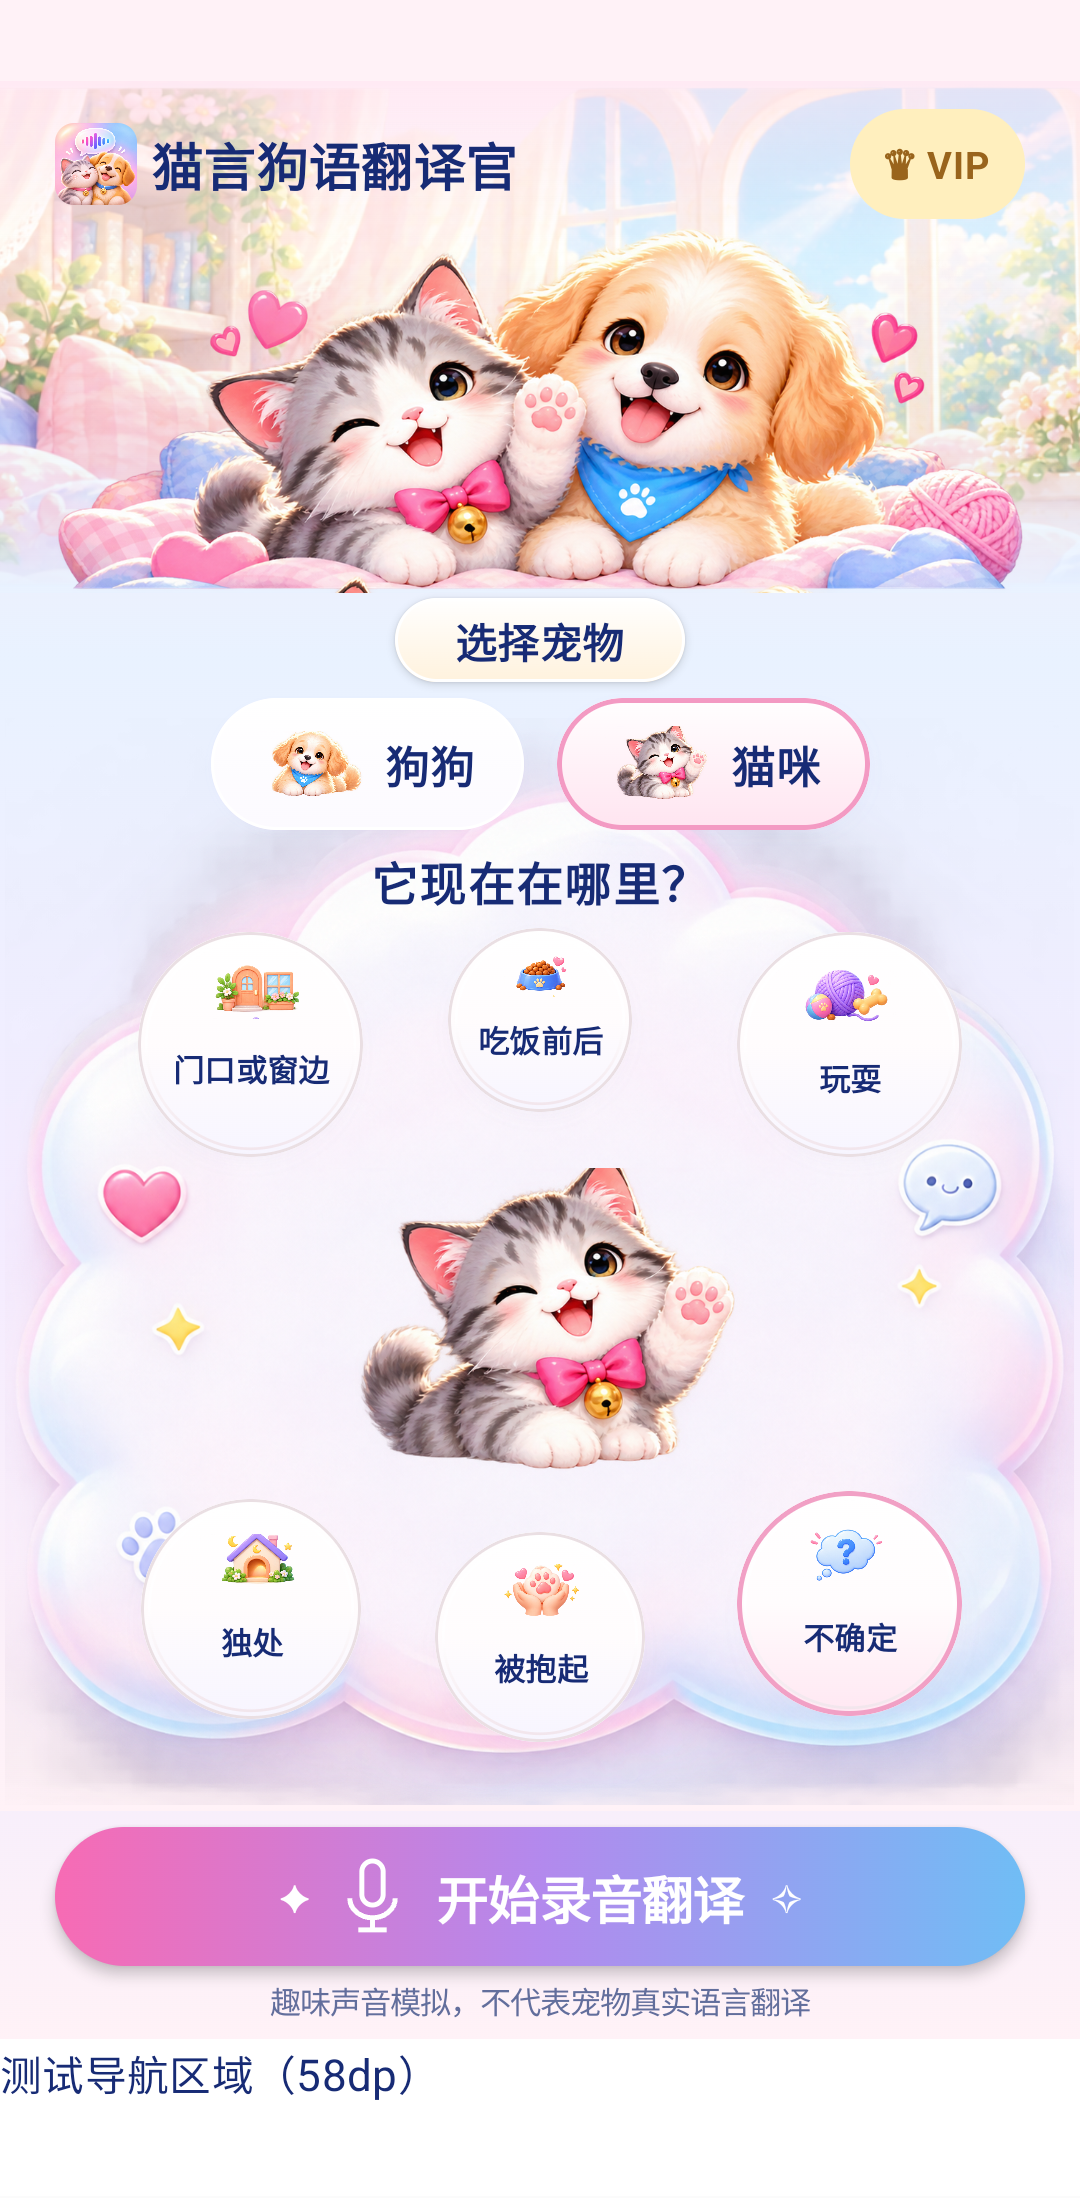 猫言狗语翻译官
VIP
选择宠物
狗狗
猫咪
它现在在哪里?
门口或窗边
吃饭前后
玩耍
独处
被抱起
不确定
开始录音翻译
趣味声音模拟，不代表宠物真实语言翻译
测试导航区域（58dp）